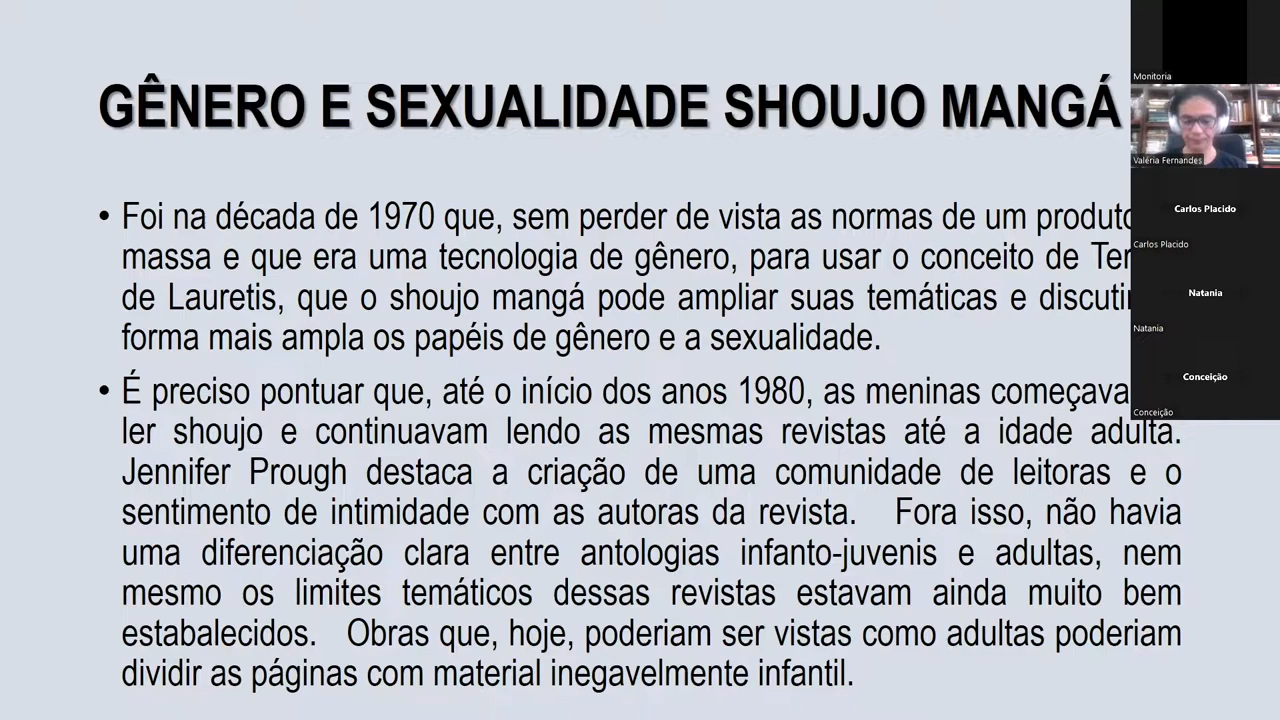 GÊNERO E SEXUALIDADE SHOUJO MANGÁ
• Foi na década de 1970 que, sem perder de vista as normas de um produto
massa e que era uma tecnologia de gênero, para usar o conceito de
de Lauretis, que o shoujo mangá pode ampliar suas temáticas e
forma mais ampla os papéis de gênero e a sexualidade.
• É preciso pontuar que, até o início dos anos 1980, as meninas
ler shoujo e continuavam lendo as mesmas revistas até a idade adulta.
Jennifer Prough destaca a criação de uma comunidade de leitoras e o
sentimento de intimidade com as autoras da revista. Fora isso, não havia
uma diferenciação clara entre antologias infanto-juvenis e adultas, nem
mesmo os limites temáticos dessas revistas estavam ainda muito bem
estabalecidos. Obras que, hoje, poderiam ser vistas como adultas poderiam
dividir as páginas com material inegavelmente infantil.
Monitoria
Valéria Fernandes
Carlos Placido
Carlos Placido
Natania
Natania
Conceição
Conceição